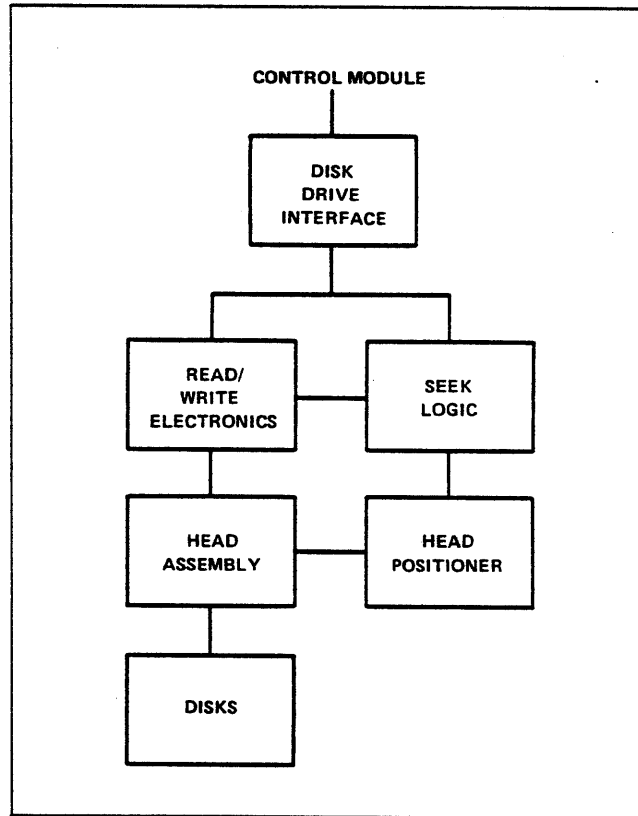 CONTROL MODULE
DISK
DRIVE
INTERFACE
READ/
WRITE
ELECTRONICS
SEEK
LOGIC
HEAD
ASSEMBLY
HEAD
POSITIONER
DISKS